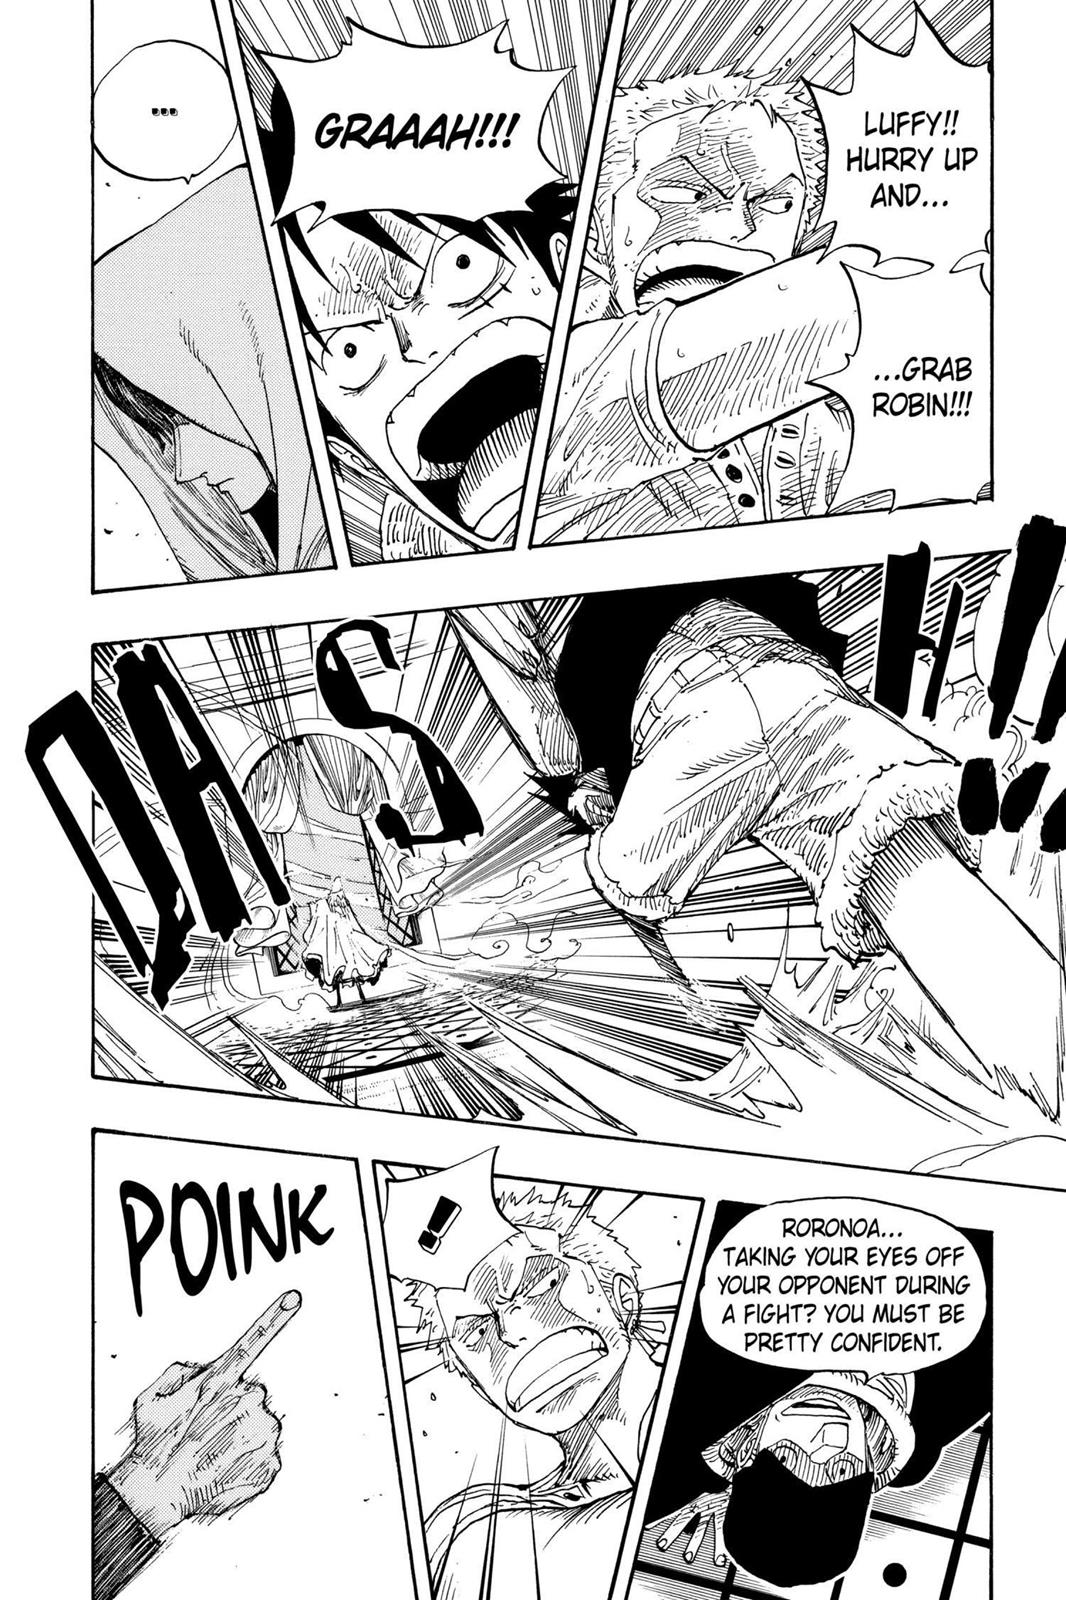 LUFFY!!
HURRY UP
AND...
...GRAB
ROBIN!!!
GRAAAH!!!
...
DASH!!!
RORONOA...
TAKING YOUR EYES OFF
YOUR OPPONENT DURING
A FIGHT? YOU MUST BE
PRETTY CONFIDENT.
!
POINK